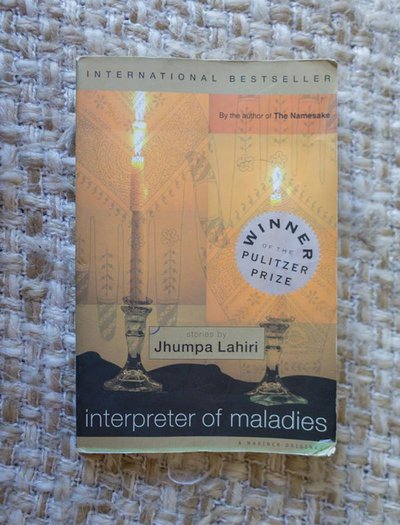 INTERNATIONAL BESTSELLER
By the author of The Namesake
WINNER
OF THE
PULITZER
PRIZE
stories by
Jhumpa Lahiri
interpreter of maladies
A MARINER ORIGINAL